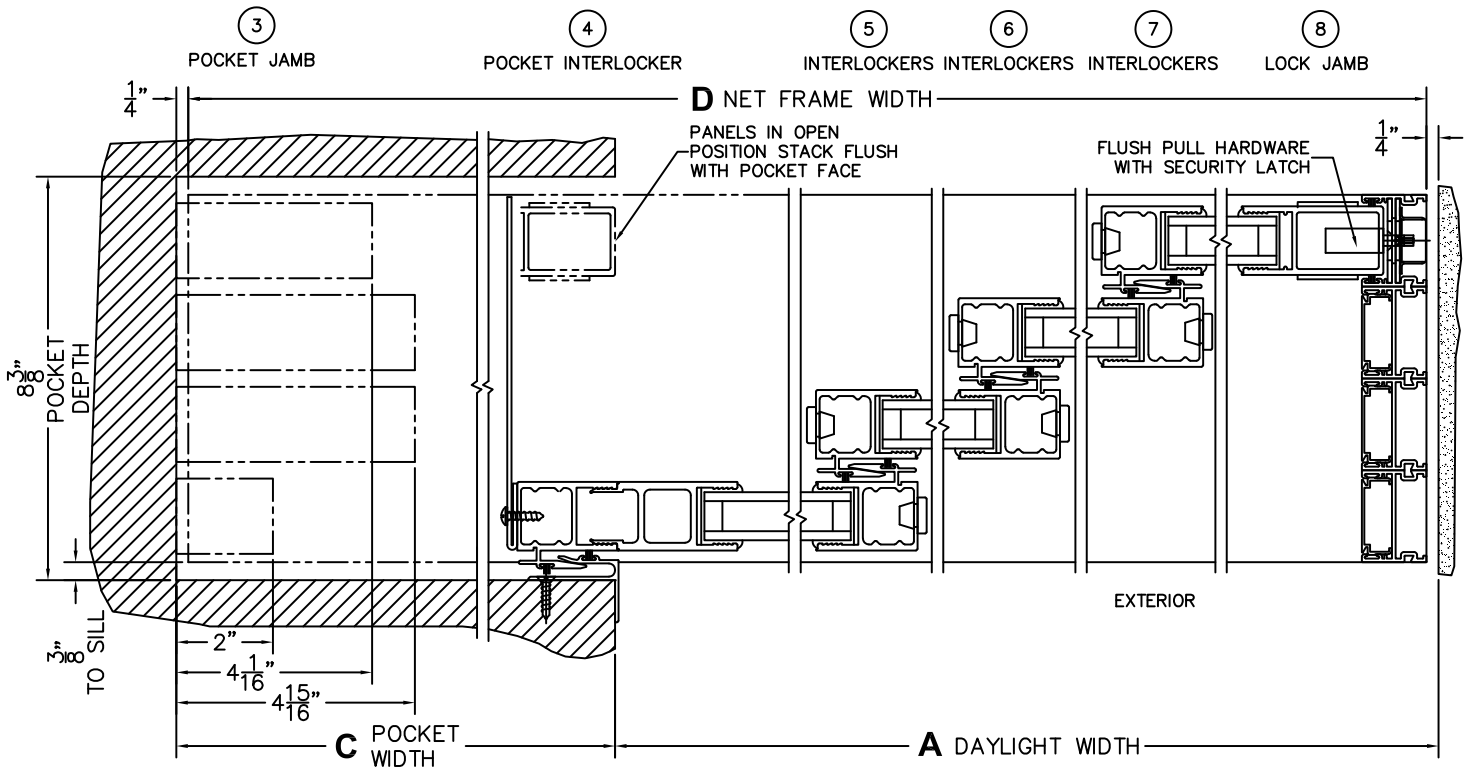 3
POCKET JAMB
4
POCKET INTERLOCKER
5
INTERLOCKERS
6
INTERLOCKERS
7
INTERLOCKERS
8
LOCK JAMB
1/4"
D NET FRAME WIDTH
1/4"
PANELS IN OPEN
POSITION STACK FLUSH
WITH POCKET FACE
FLUSH PULL HARDWARE
WITH SECURITY LATCH
8 3/8"
POCKET
DEPTH
EXTERIOR
3/8"
TO SILL
2"
4 1/16"
4 15/16"
C POCKET
WIDTH
A DAYLIGHT WIDTH